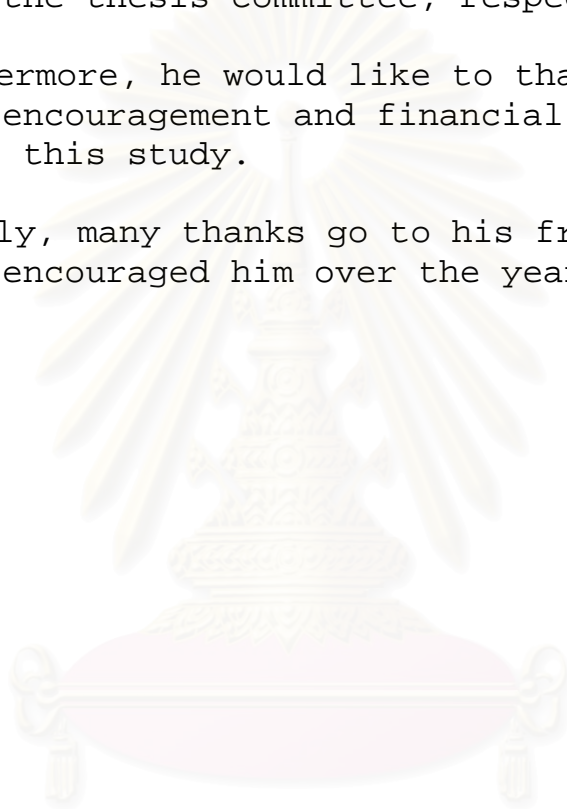 the thesis committee, respe
ermore, he would like to tha
encouragement and financial
this study.
ly, many thanks go to his fr
encouraged him over the year